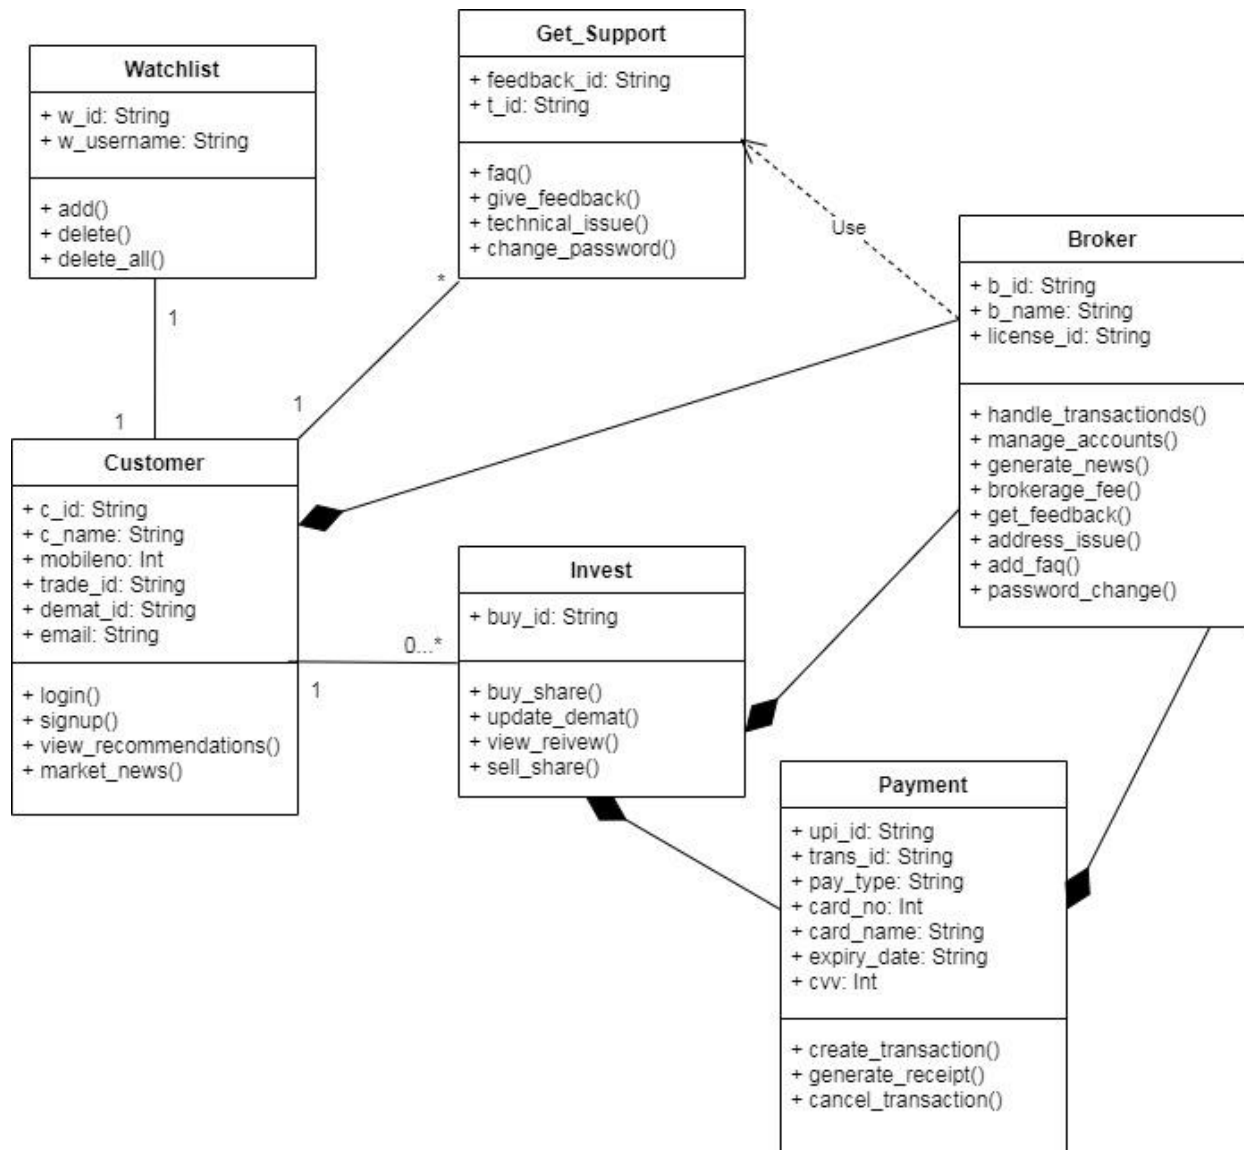 Watchlist
+ w_id: String
+ w_username: String
+ add()
+ delete()
+ delete_all()
1
1
Get_Support
+ feedback_id: String
+ t_id: String
+ faq()
+ give_feedback()
+ technical_issue()
+ change_password()
*
1
Use
Broker
+ b_id: String
+ b_name: String
+ license_id: String
+ handle_transactionds()
+ manage_accounts()
+ generate_news()
+ brokerage_fee()
+ get_feedback()
+ address_issue()
+ add_faq()
+ password_change()
Customer
+ c_id: String
+ c_name: String
+ mobileno: Int
+ trade_id: String
+ demat_id: String
+ email: String
+ login()
+ signup()
+ view_recommendations()
+ market_news()
0...*
1
Invest
+ buy_id: String
+ buy_share()
+ update_demat()
+ view_reivew()
+ sell_share()
Payment
+ upi_id: String
+ trans_id: String
+ pay_type: String
+ card_no: Int
+ card_name: String
+ expiry_date: String
+ cvv: Int
+ create_transaction()
+ generate_receipt()
+ cancel_transaction()